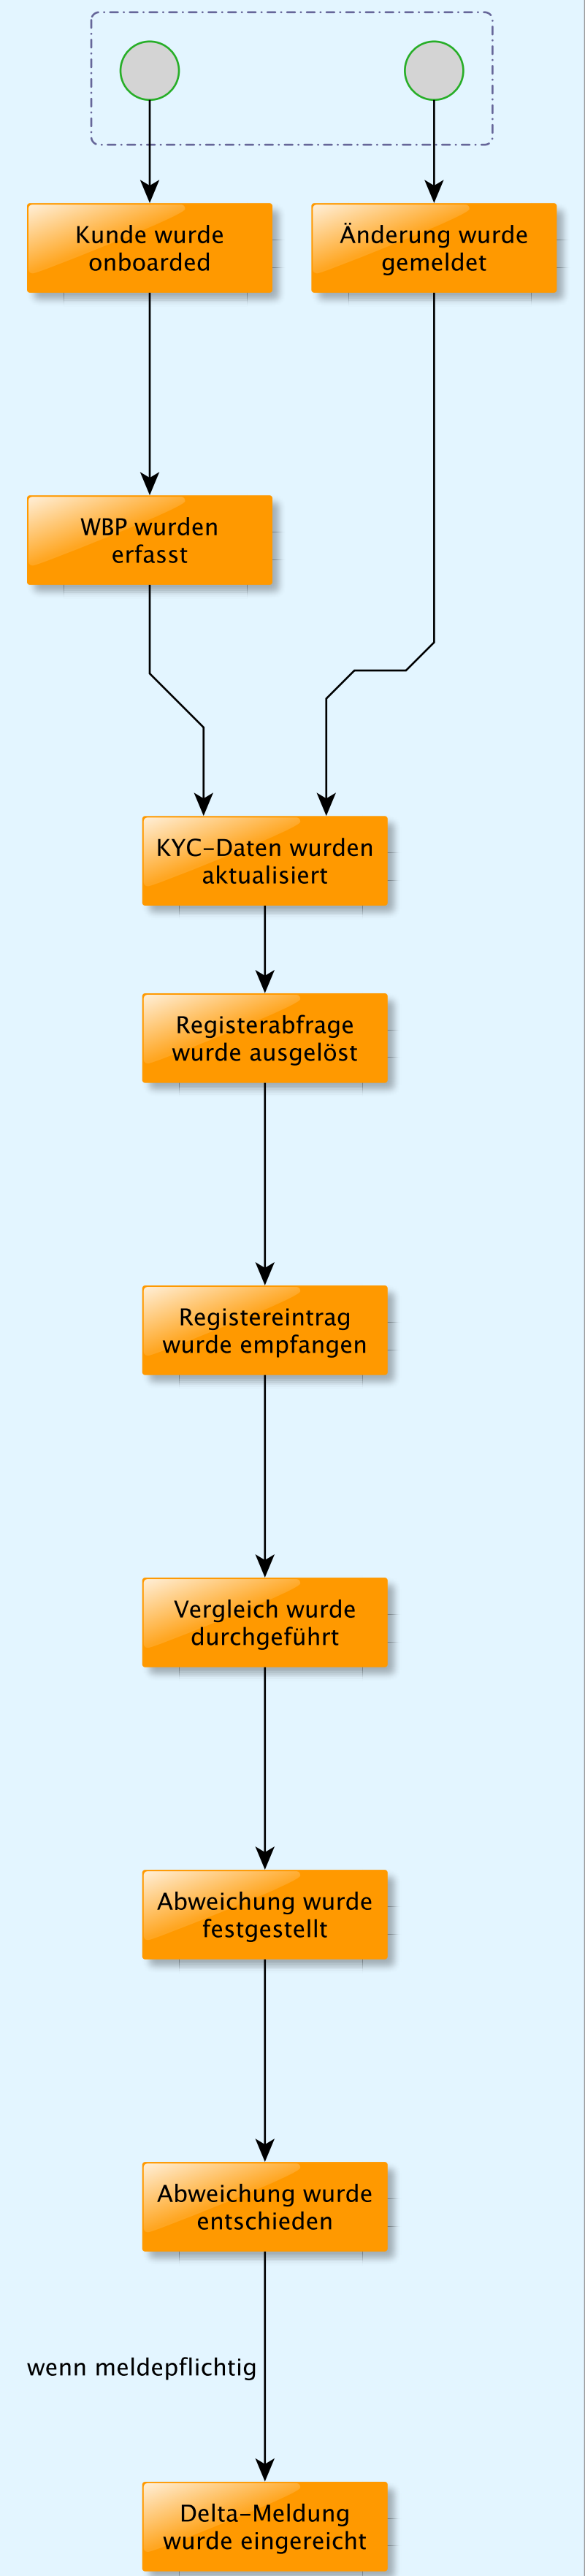 Kunde wurde
onboarded
Änderung wurde
gemeldet
WBP wurden
erfasst
KYC-Daten wurden
aktualisiert
Registerabfrage
wurde ausgelöst
Registereintrag
wurde empfangen
Vergleich wurde
durchgeführt
Abweichung wurde
festgestellt
Abweichung wurde
entschieden
wenn meldepflichtig
Delta-Meldung
wurde eingereicht